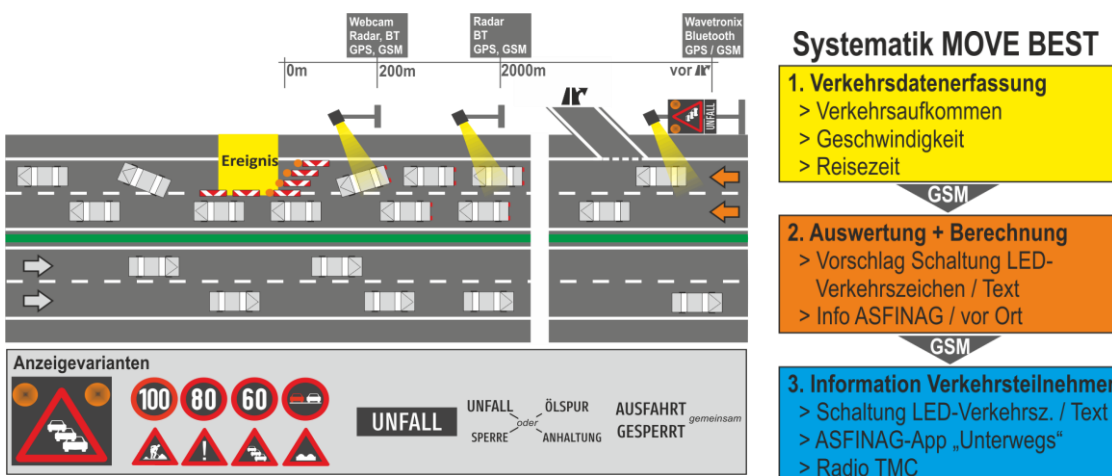 Webcam
Radar, BT
GPS, GSM
Radar
BT
GPS, GSM
Wavetronix
Bluetooth
GPS / GSM
0m
200m
2000m
vor
UNFALL
Ereignis
Anzeigevarianten
100
80
60
!
UNFALL
UNFALL
oder
ÖLSPUR
SPERRE
ANHALTUNG
AUSFAHRT
GESPERRT
gemeinsam
Systematik MOVE BEST
1. Verkehrsdatenerfassung
> Verkehrsaufkommen
> Geschwindigkeit
> Reisezeit
GSM
2. Auswertung + Berechnung
> Vorschlag Schaltung LED-
Verkehrszeichen / Text
> Info ASFINAG / vor Ort
GSM
3. Information Verkehrsteilnehmer
> Schaltung LED-Verkehrsz. / Text
> ASFINAG-App „Unterwegs“
> Radio TMC